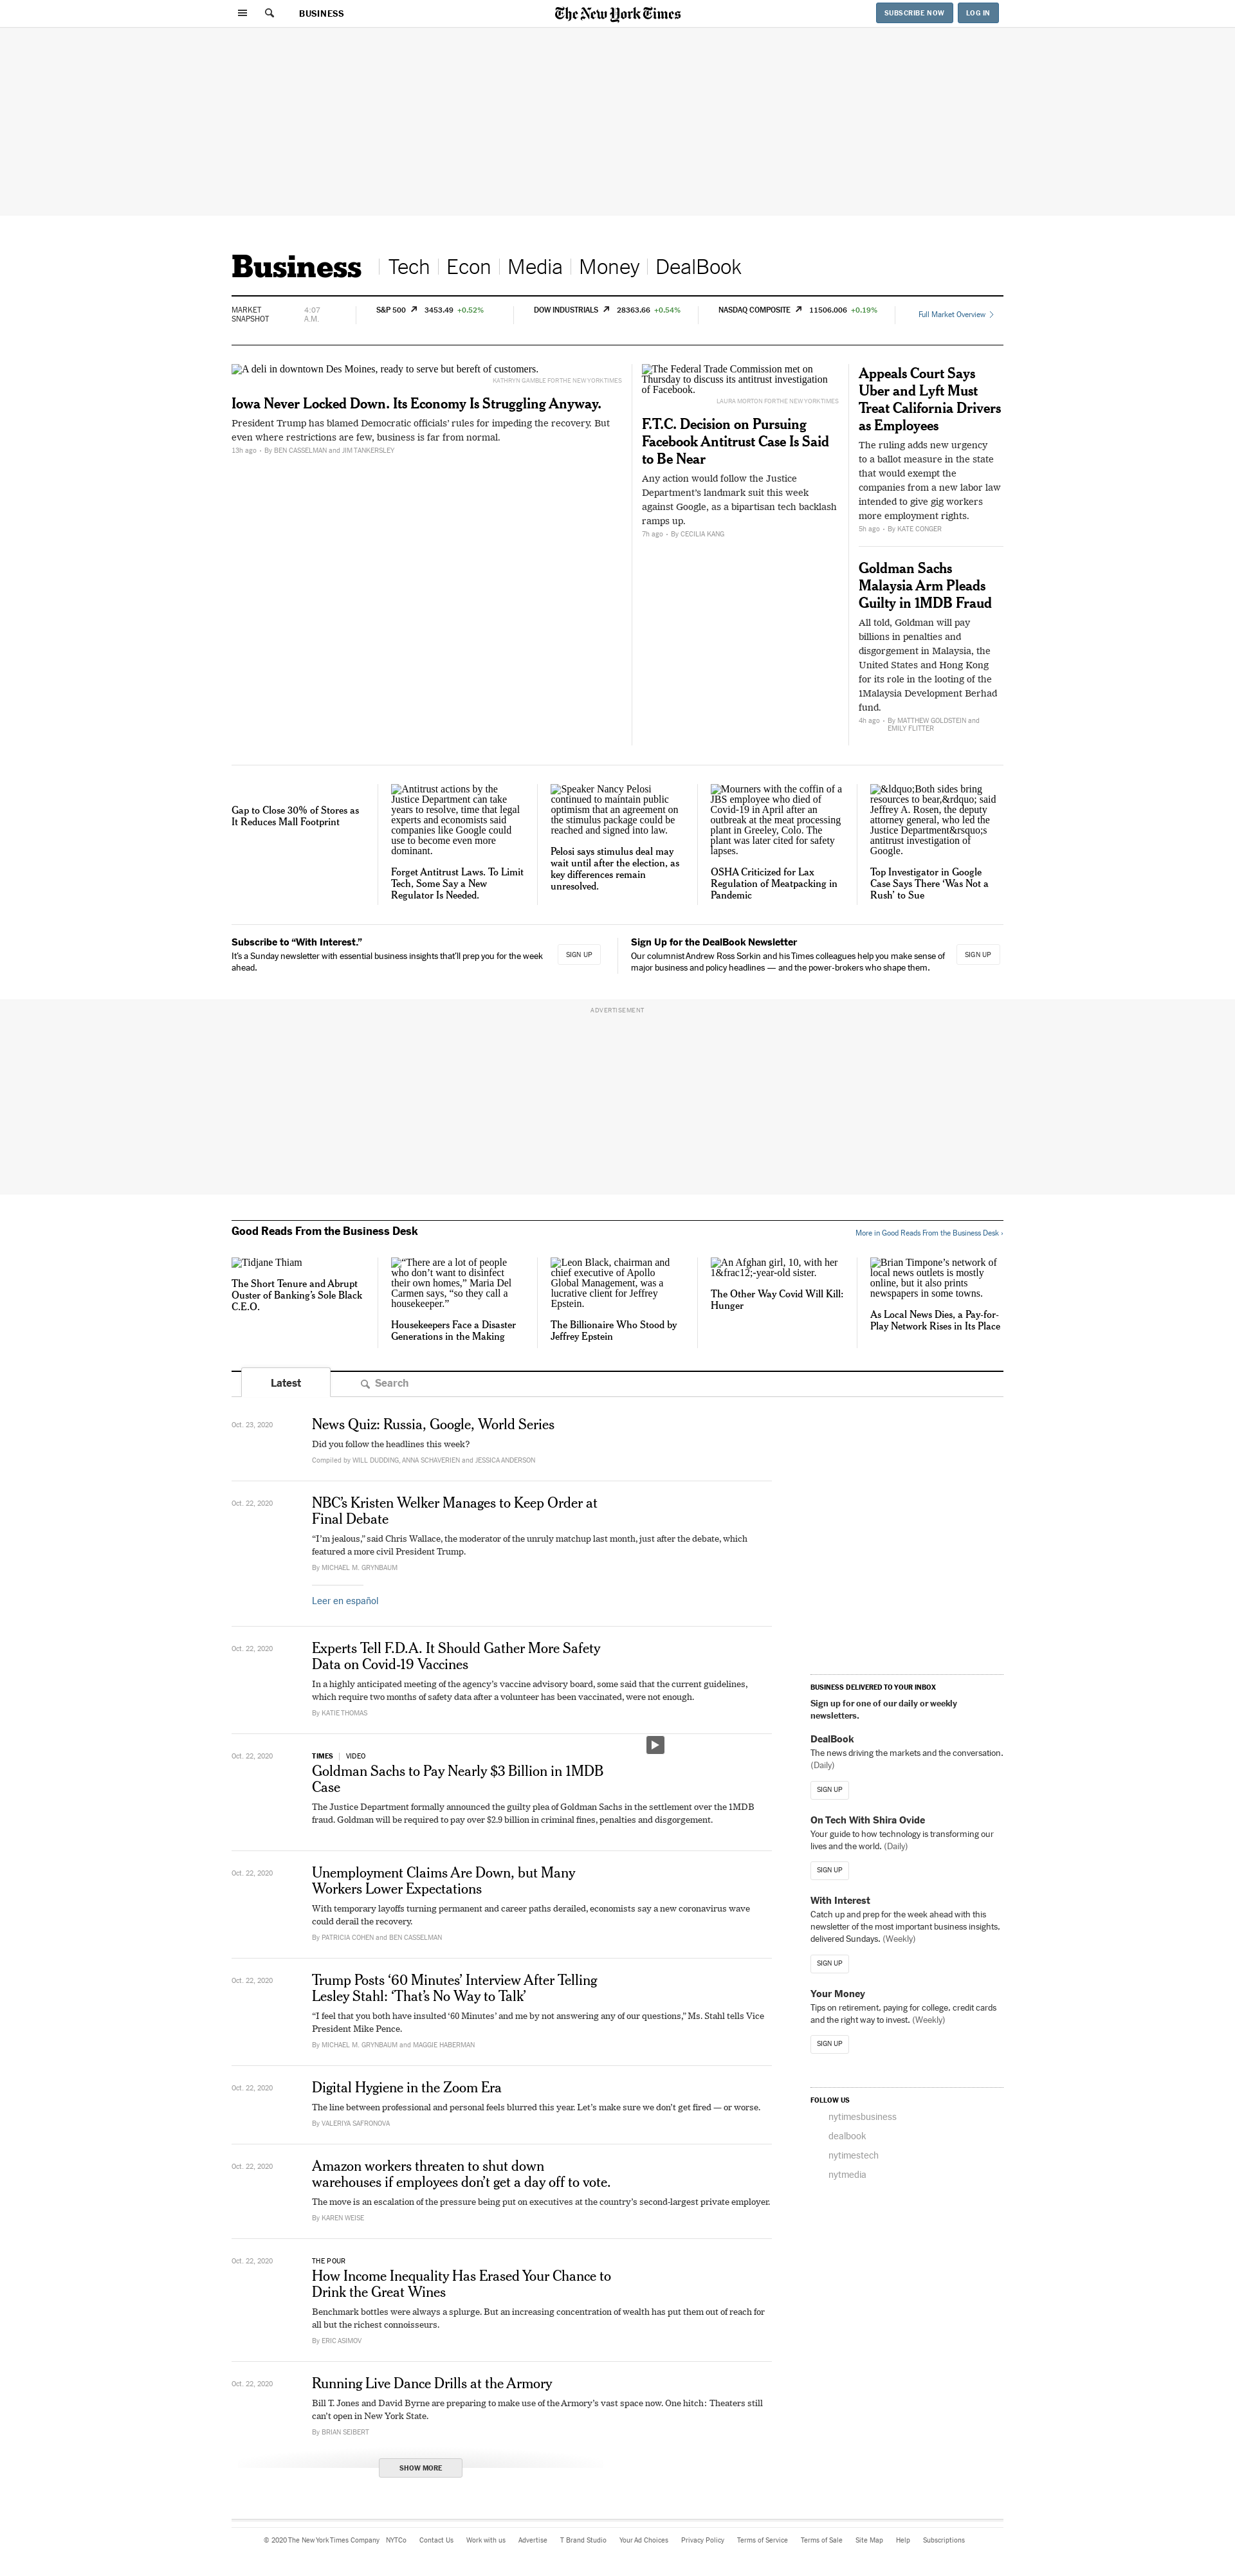 BUSINESS
The New York Times
SUBSCRIBE NOW
LOG IN
Business
Tech
Econ
Media
Money
DealBook
MARKET
SNAPSHOT
4:07
A.M.
S&P 500 3453.49 +0.52%
DOW INDUSTRIALS 28363.66 +0.54%
NASDAQ COMPOSITE 11506.006 +0.19%
Full Market Overview
A deli in downtown Des Moines, ready to serve but bereft of customers.
KATHRYN GAMBLE FOR THE NEW YORK TIMES
Iowa Never Locked Down. Its Economy Is Struggling Anyway.
President Trump has blamed Democratic officials’ rules for impeding the recovery. But
even where restrictions are few, business is far from normal.
13h ago · By BEN CASSELMAN and JIM TANKERSLEY
The Federal Trade Commission met on
Thursday to discuss its antitrust investigation
of Facebook.
LAURA MORTON FOR THE NEW YORK TIMES
F.T.C. Decision on Pursuing
Facebook Antitrust Case Is Said
to Be Near
Any action would follow the Justice
Department’s landmark suit this week
against Google, as a bipartisan tech backlash
ramps up.
7h ago · By CECILIA KANG
Appeals Court Says
Uber and Lyft Must
Treat California Drivers
as Employees
The ruling adds new urgency
to a ballot measure in the state
that would exempt the
companies from a new labor law
intended to give gig workers
more employment rights.
5h ago · By KATE CONGER
Goldman Sachs
Malaysia Arm Pleads
Guilty in 1MDB Fraud
All told, Goldman will pay
billions in penalties and
disgorgement in Malaysia, the
United States and Hong Kong
for its role in the looting of the
1Malaysia Development Berhad
fund.
4h ago · By MATTHEW GOLDSTEIN and
EMILY FLITTER
Gap to Close 30% of Stores as
It Reduces Mall Footprint
Antitrust actions by the
Justice Department can take
years to resolve, time that legal
experts and economists said
companies like Google could
use to become even more
dominant.
Forget Antitrust Laws. To Limit
Tech, Some Say a New
Regulator Is Needed.
Speaker Nancy Pelosi
continued to maintain public
optimism that an agreement on
the stimulus package could be
reached and signed into law.
Pelosi says stimulus deal may
wait until after the election, as
key differences remain
unresolved.
Mourners with the coffin of a
JBS employee who died of
Covid-19 in April after an
outbreak at the meat processing
plant in Greeley, Colo. The
plant was later cited for safety
lapses.
OSHA Criticized for Lax
Regulation of Meatpacking in
Pandemic
&ldquo;Both sides bring
resources to bear,&rdquo; said
Jeffrey A. Rosen, the deputy
attorney general, who led the
Justice Department&rsquo;s
antitrust investigation of
Google.
Top Investigator in Google
Case Says There ‘Was Not a
Rush’ to Sue
Subscribe to “With Interest.”
It’s a Sunday newsletter with essential business insights that’ll prep you for the week
ahead.
SIGN UP
Sign Up for the DealBook Newsletter
Our columnist Andrew Ross Sorkin and his Times colleagues help you make sense of
major business and policy headlines — and the power-brokers who shape them.
SIGN UP
ADVERTISEMENT
Good Reads From the Business Desk
More in Good Reads From the Business Desk ›
Tidjane Thiam
The Short Tenure and Abrupt
Ouster of Banking’s Sole Black
C.E.O.
“There are a lot of people
who don’t want to disinfect
their own homes,” Maria Del
Carmen says, “so they call a
housekeeper.”
Housekeepers Face a Disaster
Generations in the Making
Leon Black, chairman and
chief executive of Apollo
Global Management, was a
lucrative client for Jeffrey
Epstein.
The Billionaire Who Stood by
Jeffrey Epstein
An Afghan girl, 10, with her
1&frac12;-year-old sister.
The Other Way Covid Will Kill:
Hunger
Brian Timpone’s network of
local news outlets is mostly
online, but it also prints
newspapers in some towns.
As Local News Dies, a Pay-for-
Play Network Rises in Its Place
Latest
Search
Oct. 23, 2020
News Quiz: Russia, Google, World Series
Did you follow the headlines this week?
Compiled by WILL DUDDING, ANNA SCHAVERIEN and JESSICA ANDERSON
Oct. 22, 2020
NBC’s Kristen Welker Manages to Keep Order at
Final Debate
“I’m jealous,” said Chris Wallace, the moderator of the unruly matchup last month, just after the debate, which
featured a more civil President Trump.
By MICHAEL M. GRYNBAUM
Leer en español
Oct. 22, 2020
Experts Tell F.D.A. It Should Gather More Safety
Data on Covid-19 Vaccines
In a highly anticipated meeting of the agency’s vaccine advisory board, some said that the current guidelines,
which require two months of safety data after a volunteer has been vaccinated, were not enough.
By KATIE THOMAS
Oct. 22, 2020
TIMES | VIDEO
Goldman Sachs to Pay Nearly $3 Billion in 1MDB
Case
The Justice Department formally announced the guilty plea of Goldman Sachs in the settlement over the 1MDB
fraud. Goldman will be required to pay over $2.9 billion in criminal fines, penalties and disgorgement.
Oct. 22, 2020
Unemployment Claims Are Down, but Many
Workers Lower Expectations
With temporary layoffs turning permanent and career paths derailed, economists say a new coronavirus wave
could derail the recovery.
By PATRICIA COHEN and BEN CASSELMAN
Oct. 22, 2020
Trump Posts ‘60 Minutes’ Interview After Telling
Lesley Stahl: ‘That’s No Way to Talk’
“I feel that you both have insulted ‘60 Minutes’ and me by not answering any of our questions,” Ms. Stahl tells Vice
President Mike Pence.
By MICHAEL M. GRYNBAUM and MAGGIE HABERMAN
Oct. 22, 2020
Digital Hygiene in the Zoom Era
The line between professional and personal feels blurred this year. Let’s make sure we don’t get fired — or worse.
By VALERIYA SAFRONOVA
Oct. 22, 2020
Amazon workers threaten to shut down
warehouses if employees don’t get a day off to vote.
The move is an escalation of the pressure being put on executives at the country’s second-largest private employer.
By KAREN WEISE
Oct. 22, 2020
THE POUR
How Income Inequality Has Erased Your Chance to
Drink the Great Wines
Benchmark bottles were always a splurge. But an increasing concentration of wealth has put them out of reach for
all but the richest connoisseurs.
By ERIC ASIMOV
Oct. 22, 2020
Running Live Dance Drills at the Armory
Bill T. Jones and David Byrne are preparing to make use of the Armory’s vast space now. One hitch: Theaters still
can’t open in New York State.
By BRIAN SEIBERT
SHOW MORE
BUSINESS DELIVERED TO YOUR INBOX
Sign up for one of our daily or weekly
newsletters.
DealBook
The news driving the markets and the conversation.
(Daily)
SIGN UP
On Tech With Shira Ovide
Your guide to how technology is transforming our
lives and the world. (Daily)
SIGN UP
With Interest
Catch up and prep for the week ahead with this
newsletter of the most important business insights,
delivered Sundays. (Weekly)
SIGN UP
Your Money
Tips on retirement, paying for college, credit cards
and the right way to invest. (Weekly)
SIGN UP
FOLLOW US
nytimesbusiness
dealbook
nytimestech
nytmedia
© 2020 The New York Times Company NYTCo Contact Us Work with us Advertise T Brand Studio Your Ad Choices Privacy Policy Terms of Service Terms of Sale Site Map Help Subscriptions